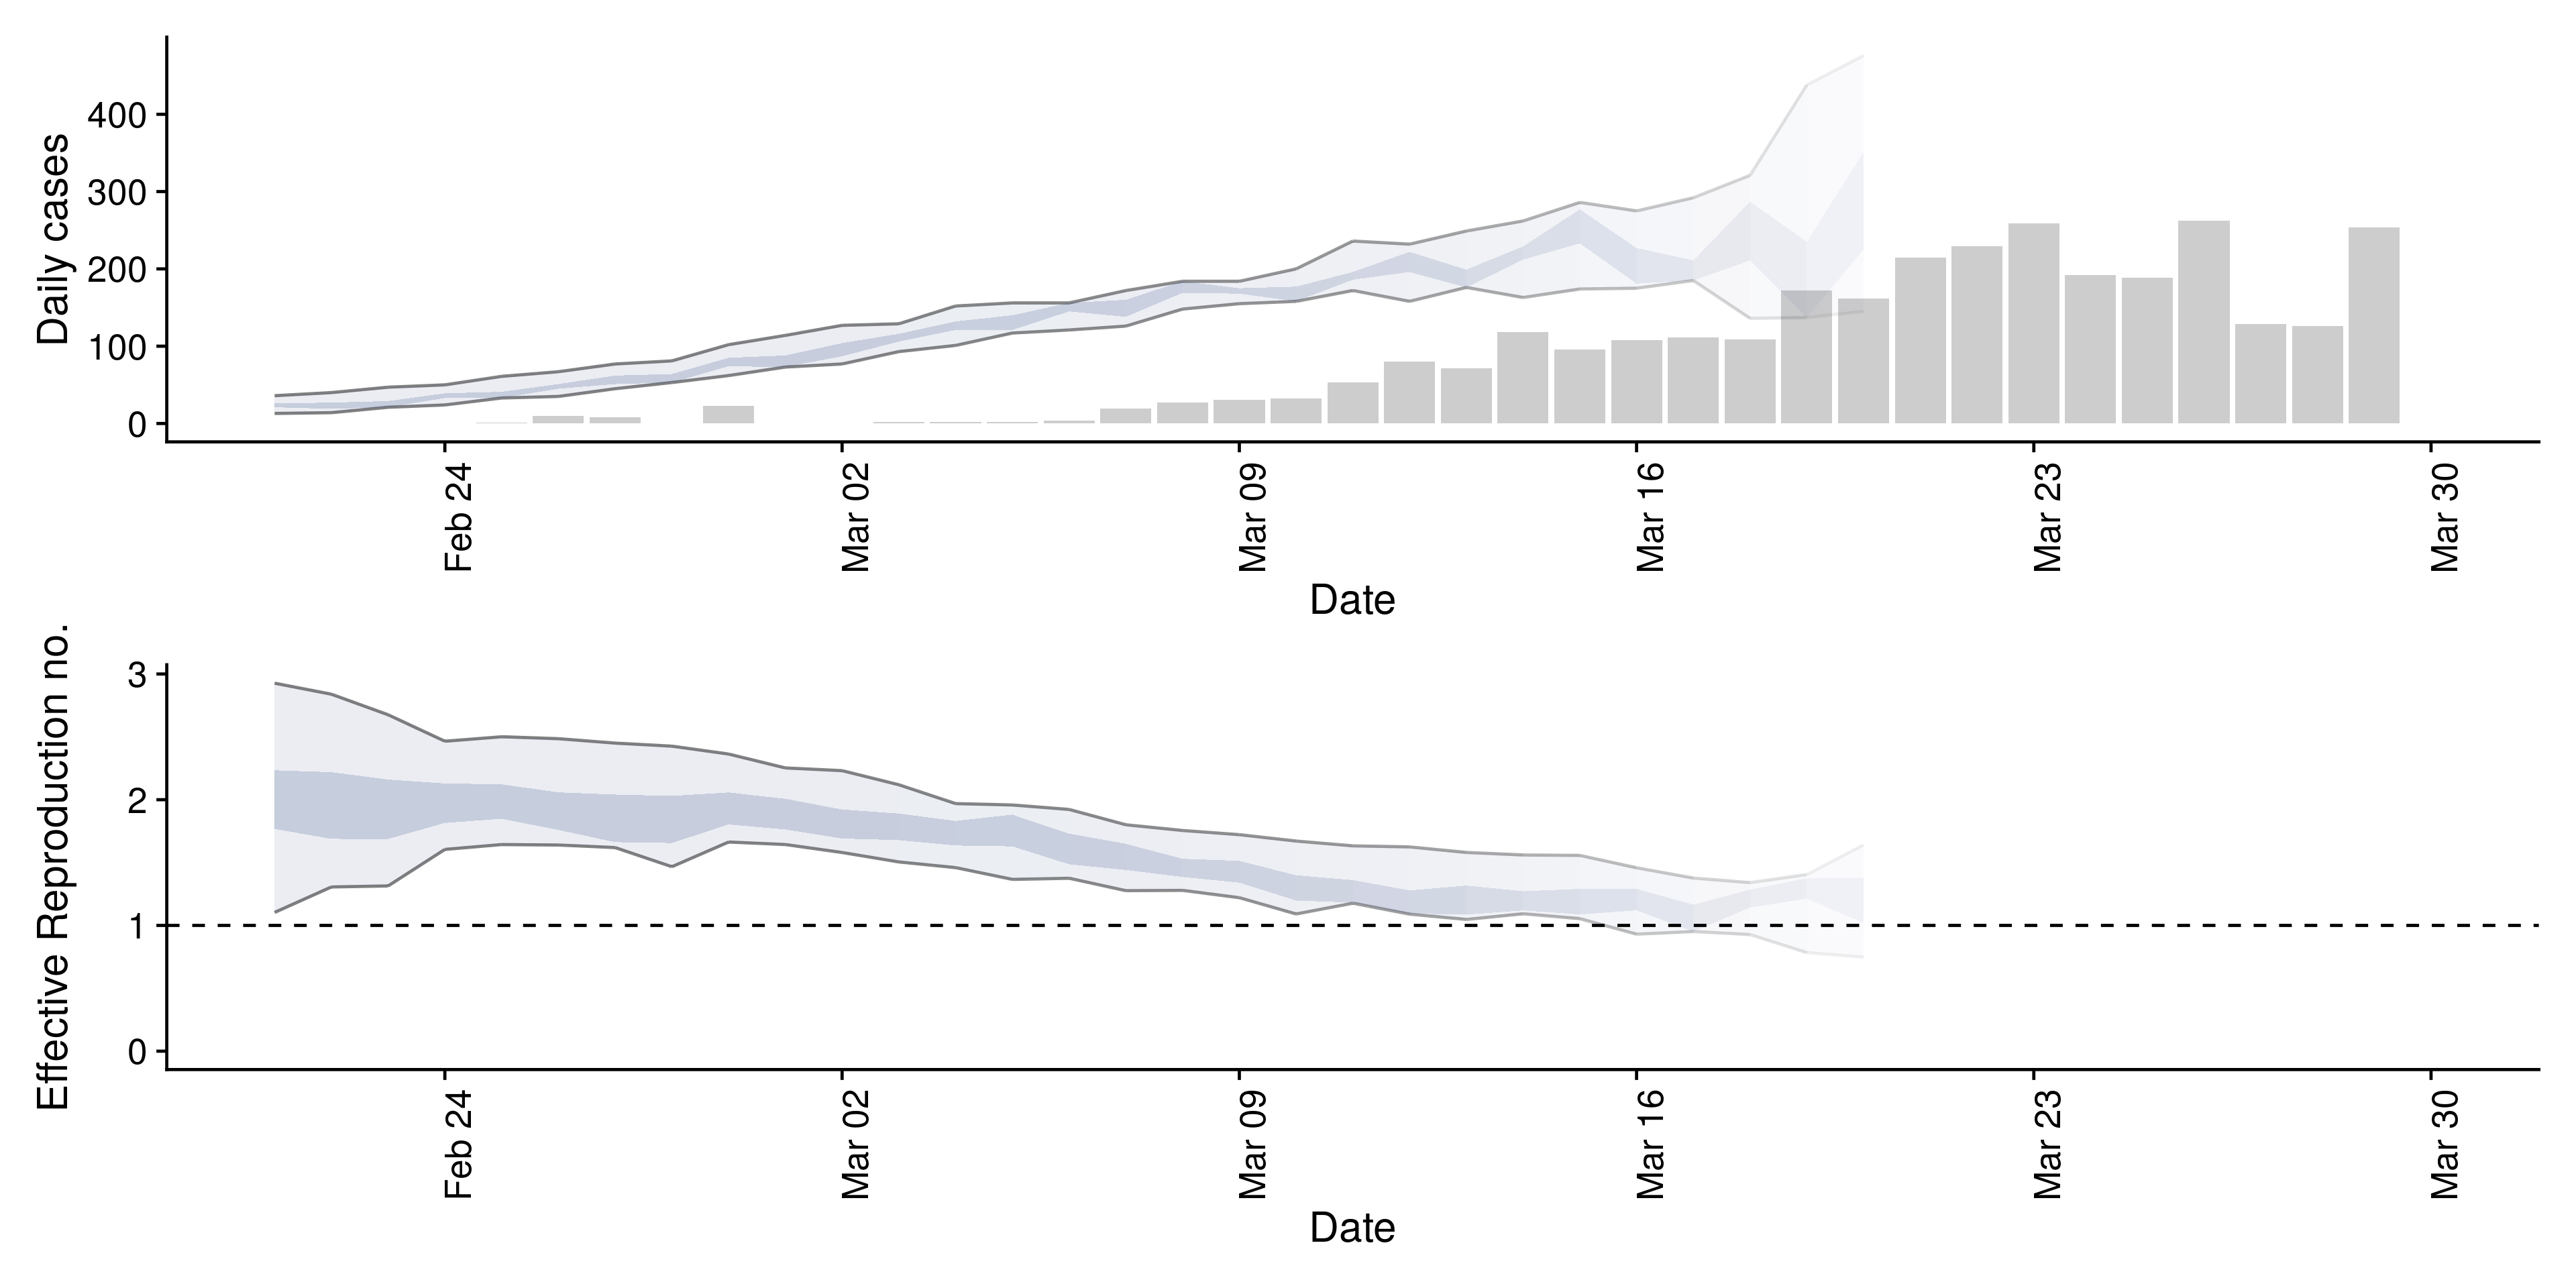 Daily cases
400
300
200
100
0
Feb 24
Mar 02
Mar 09
Mar 16
Mar 23
Mar 30
Date
Effective Reproduction no.
3
2
1
0
Feb 24
Mar 02
Mar 09
Mar 16
Mar 23
Mar 30
Date